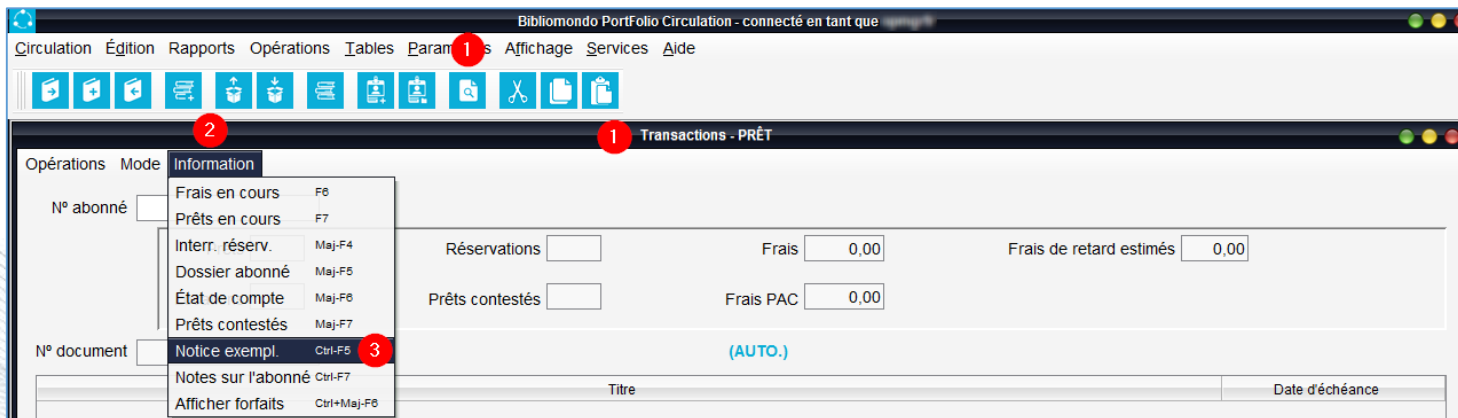 Bibliomondo PortFolio Circulation - connecté en tant que
Circulation Édition Rapports Opérations Tables Affichage Services Aide
1
2
1 Transactions - PRÊT
Opérations Mode Information
Frais en cours F6
Nº abonné
Prêts en cours F7
Interr. réserv. Maj-F4 Réservations Frais 0,00 Frais de retard estimés 0,00
Dossier abonné Maj-F5
État de compte Maj-F6 Prêts contestés Frais PAC 0,00
Prêts contestés Maj-F7
Nº document Notice exempl. Ctrl-F5 3 (AUTO.)
Notes sur l'abonné Ctrl-F7
Titre Date d'échéance
Afficher forfaits Ctrl+Maj-F6